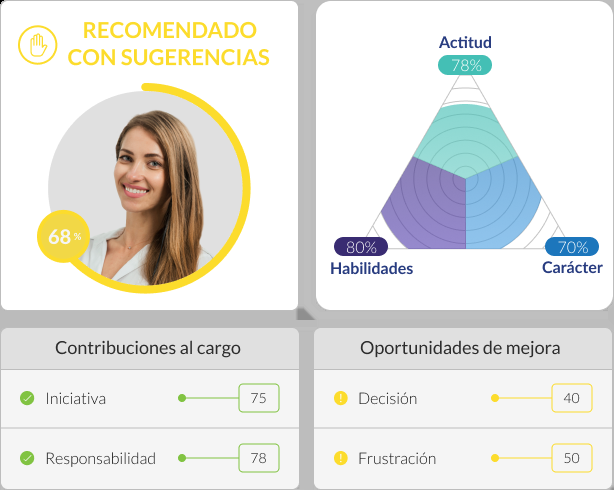 RECOMENDADO
CON SUGERENCIAS
68%
Actitud
78%
80%
Habilidades
70%
Carácter
Contribuciones al cargo
Iniciativa
75
Responsabilidad
78
Oportunidades de mejora
Decisión
40
Frustración
50